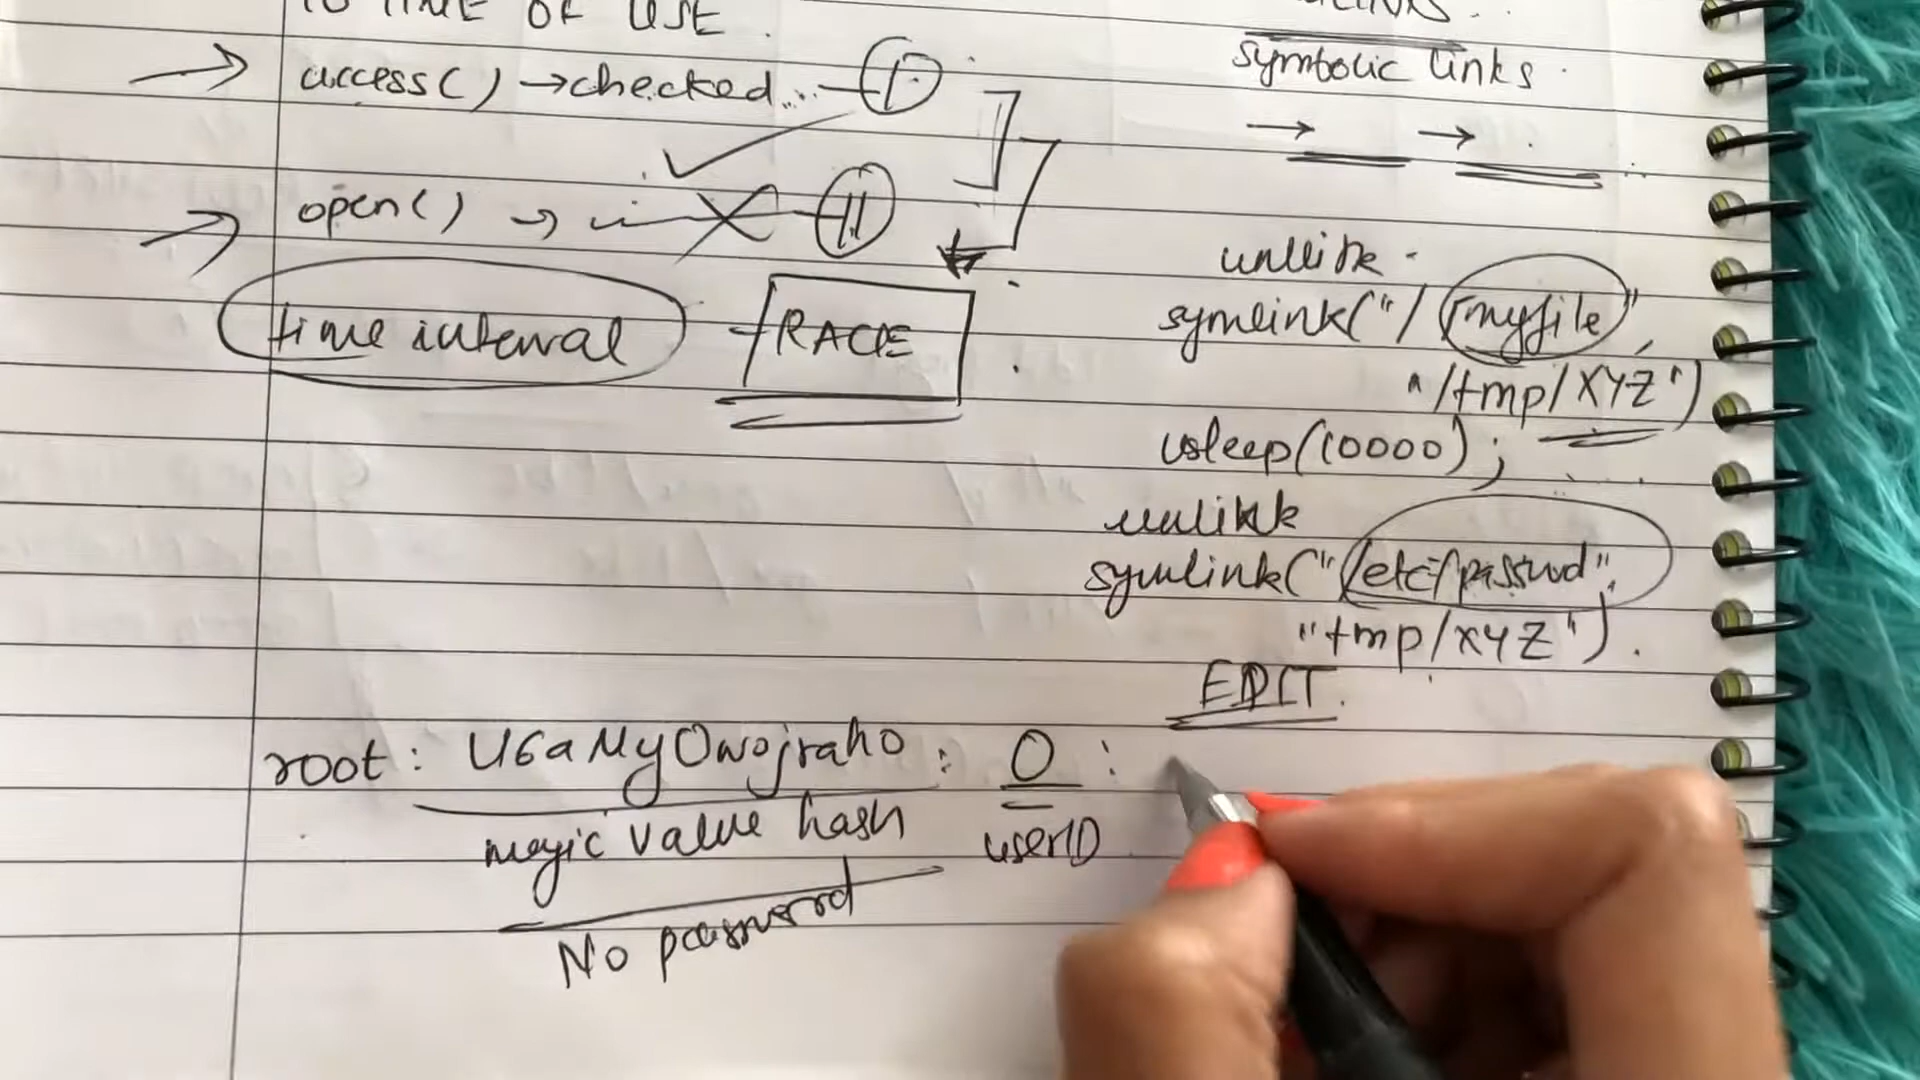 TO TIME OF USE.
access() →checked... I
open() → II
time interval RACE
symbolic links
→ →
unlink
symlink("/myfile",
"/tmp/XYZ")
usleep(10000);
unlink
symlink("/etc/passwd",
"tmp/XYZ").
EDIT.
root: U6aMyOwojraho : 0 :
magic value hash userID
No password